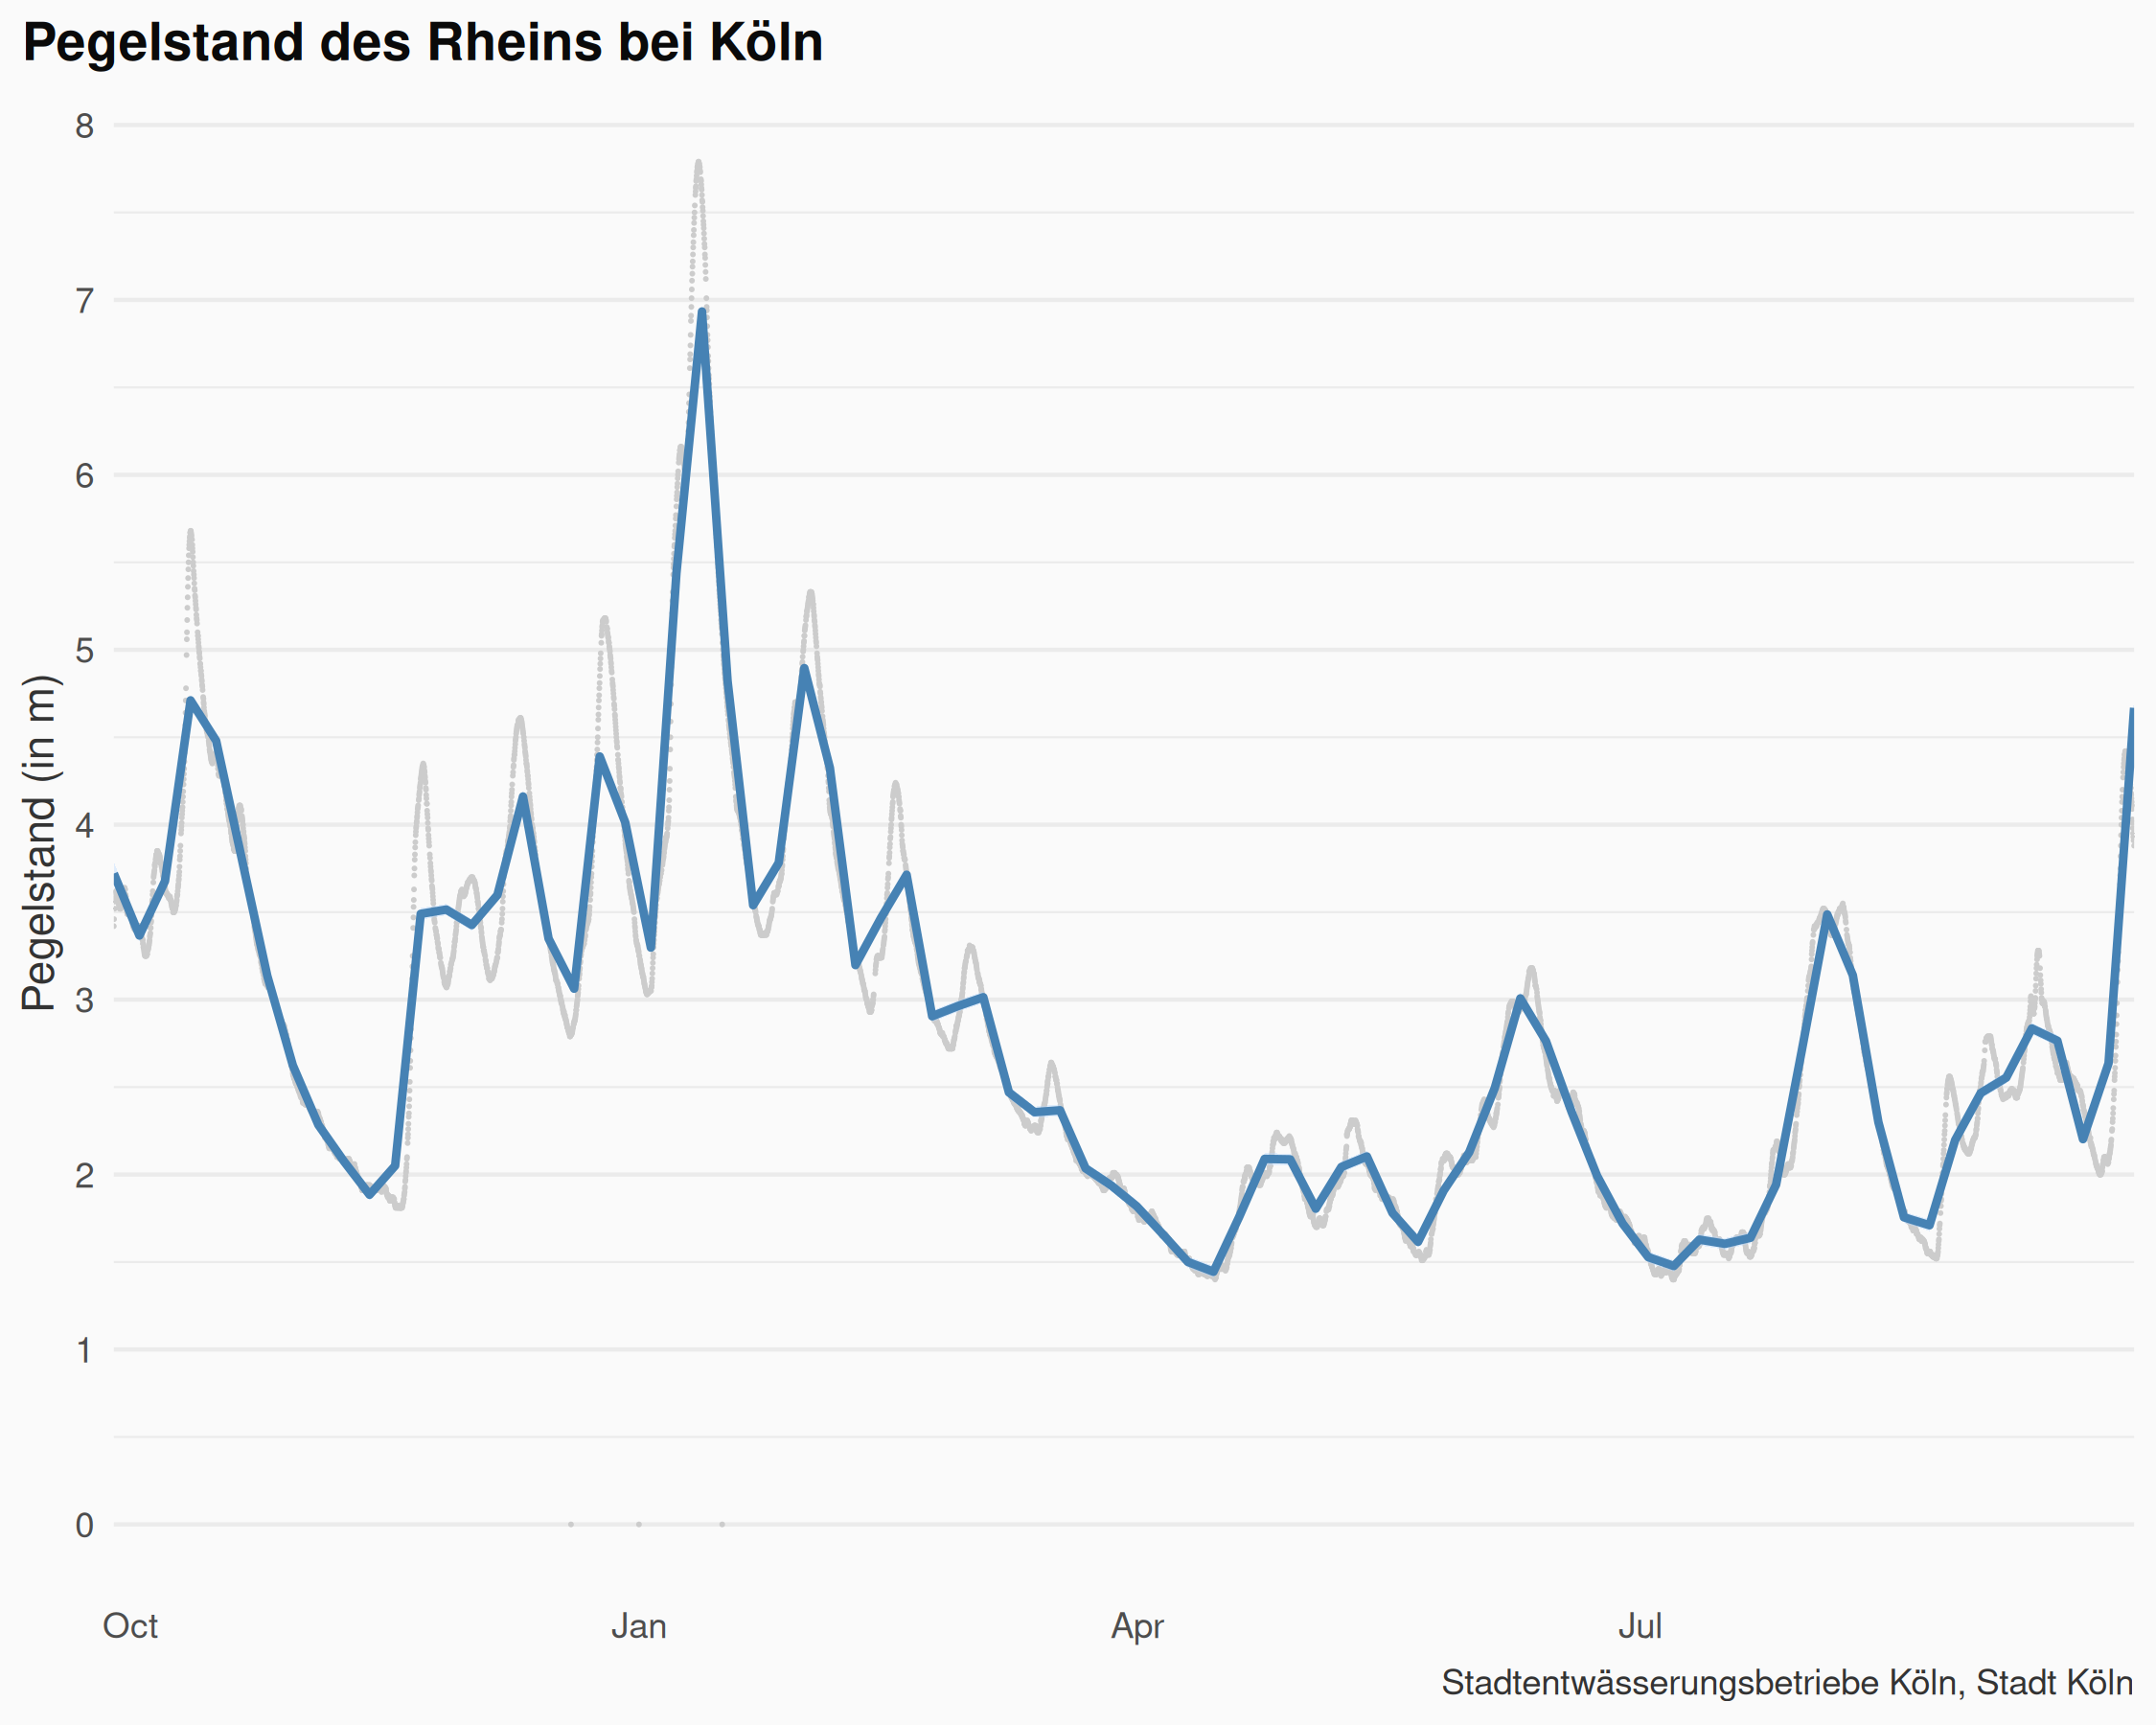 Pegelstand des Rheins bei Köln
Pegelstand (in m)
8
7
6
5
4
3
2
1
0
Oct Jan Apr Jul
Stadtentwässerungsbetriebe Köln, Stadt Köln